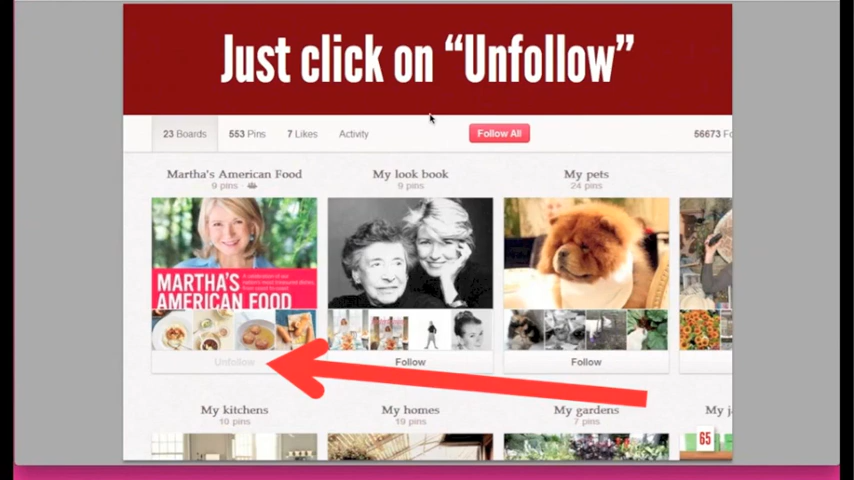 Just click on “Unfollow”
23 Boards 553 Pins 7 Likes Activity Follow All 56673
Martha's American Food My look book My pets
9 pins 9 pins 24 pins
MARTHA'S
AMERICAN FOOD
Unfollow Follow Follow
My kitchens My homes My gardens My
10 pins 19 pins 7 pins
65